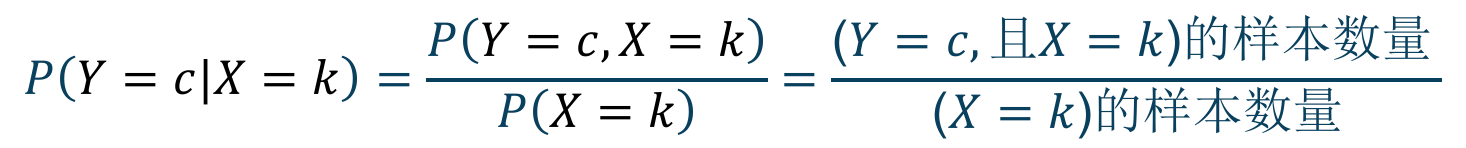 P(Y = c|X = k) = P(Y = c, X = k) / P(X = k) = (Y = c, 且X = k)的样本数量 / (X = k)的样本数量